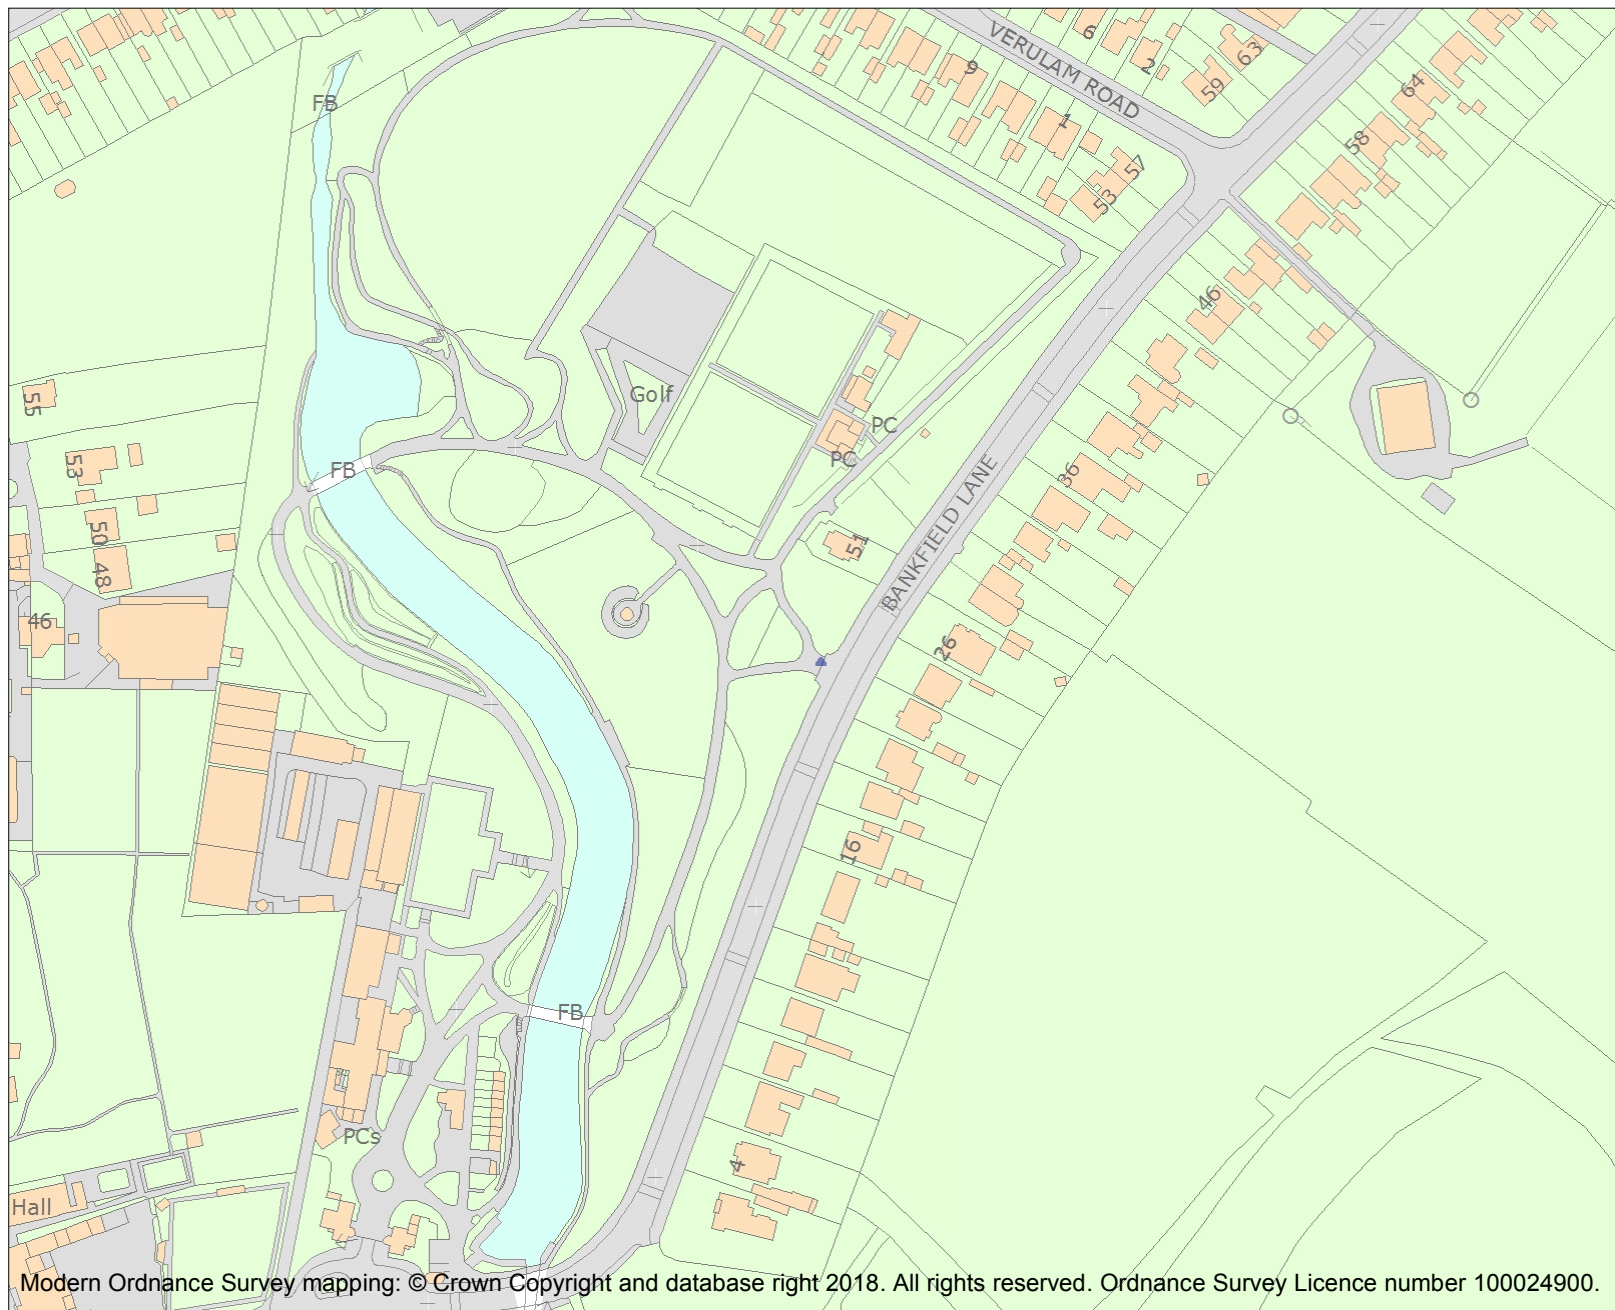 VERULAM ROAD
6
2
63
59
9
1
57
53
64
58
FB
46
55
Golf
PC
PC
FB
53
50
48
36
51
BANKFIELD LANE
46
26
16
FB
PCs
4
Hall
Modern Ordnance Survey mapping: © Crown Copyright and database right 2018. All rights reserved. Ordnance Survey Licence number 100024900.